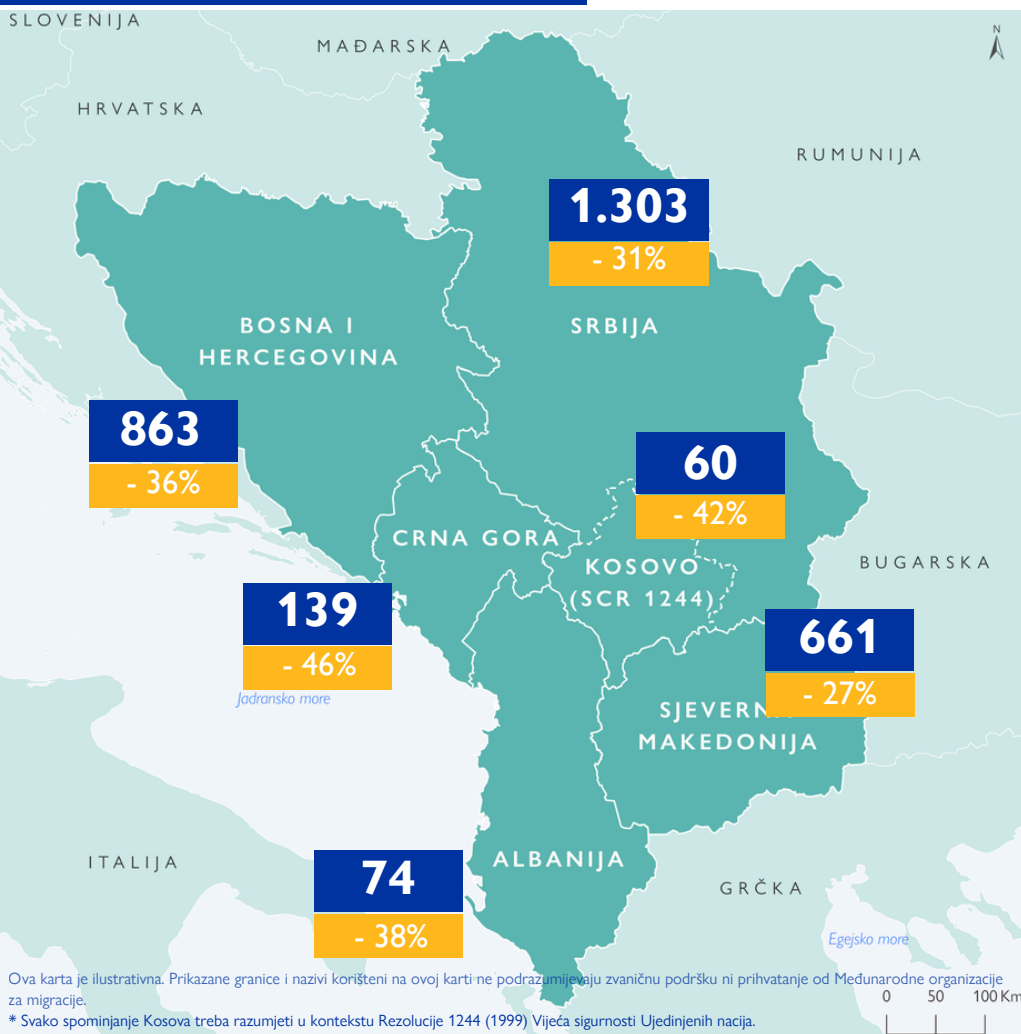 SLOVENIJA
N
MAĐARSKA
HRVATSKA
RUMUNIJA
1.303
- 31%
BOSNA I
HERCEGOVINA
SRBIJA
863
- 36%
60
- 42%
CRNA GORA
KOSOVO
(SCR 1244)
BUGARSKA
139
- 46%
Jadransko more
661
- 27%
SJEVERNA
MAKEDONIJA
ITALIJA
ALBANIJA
74
- 38%
GRČKA
Egejsko more
Ova karta je ilustrativna. Prikazane granice i nazivi korišteni na ovoj karti ne podrazumijevaju zvaničnu podršku ni prihvatanje od Međunarodne organizacije
za migracije.
0 50 100 Km
* Svako spominjanje Kosova treba razumjeti u kontekstu Rezolucije 1244 (1999) Vijeća sigurnosti Ujedinjenih nacija.